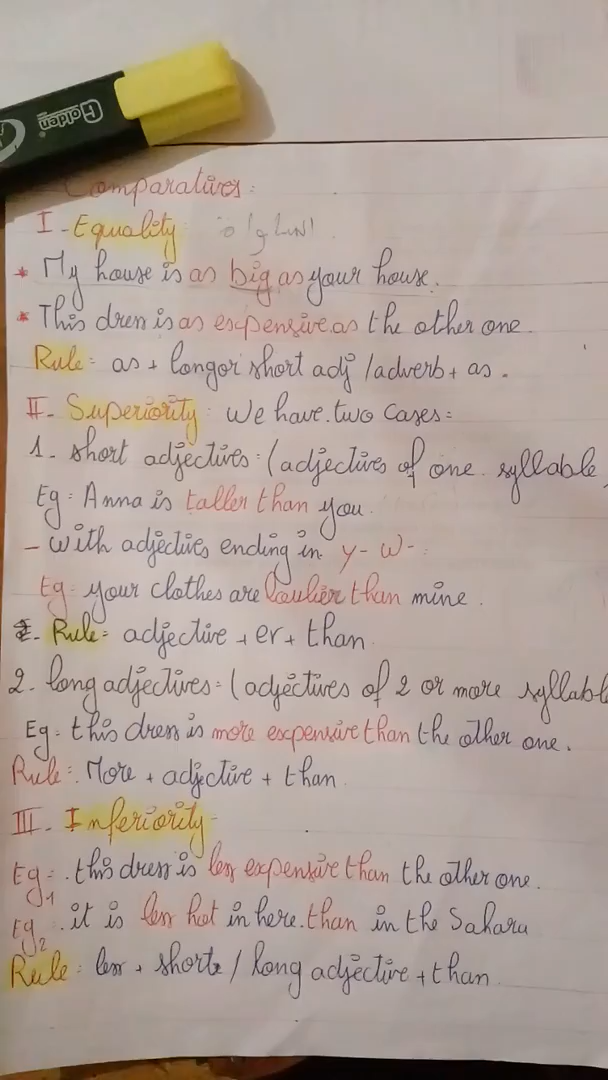 Golden
Comparatives:
I - Equality
* My house is as big as your house.
* This dress is as expensive as the other one.
Rule: as + long or short adj / adverb + as.
II - Superiority: We have two cases:
1. short adjectives: (adjectives of one syllable
Eg: Anna is taller than you.
- with adjectives ending in y - w - :
Eg: your clothes are than mine.
Rule: adjective + er + than
2. long adjectives: (adjectives of 2 or more syllabl
Eg: this dress is more expensive than the other one.
Rule: More + adjective + than
III - Inferiority
Eg1: this dress is less expensive than the other one.
Eg2: it is less hot in here than in the Sahara
Rule: less + short / long adjective + than